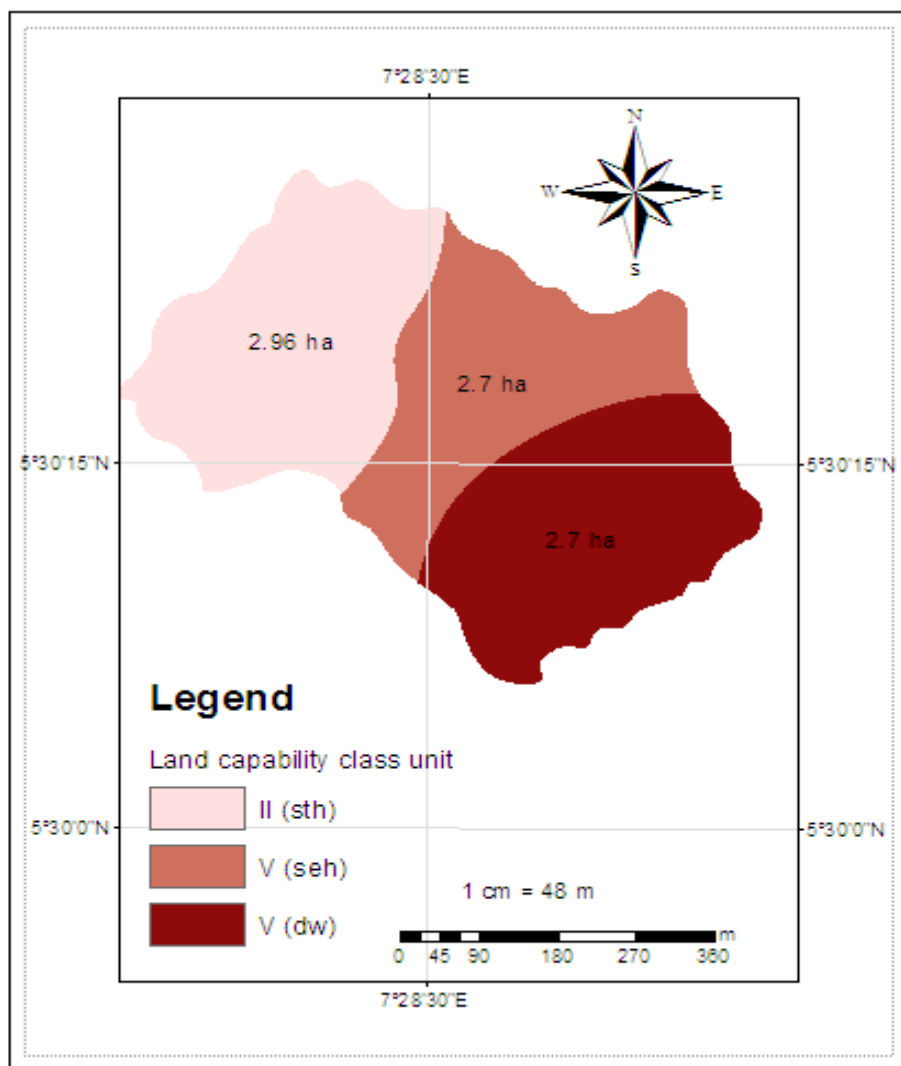 7°28'30"E
N
W E
S
2.96 ha
2.7 ha
5°30'15"N 5°30'15"N
2.7 ha
Legend
Land capability class unit
II (sth)
V (seh)
V (dw)
5°30'0"N 5°30'0"N
1 cm = 48 m
m
0 45 90 180 270 360
7°28'30"E